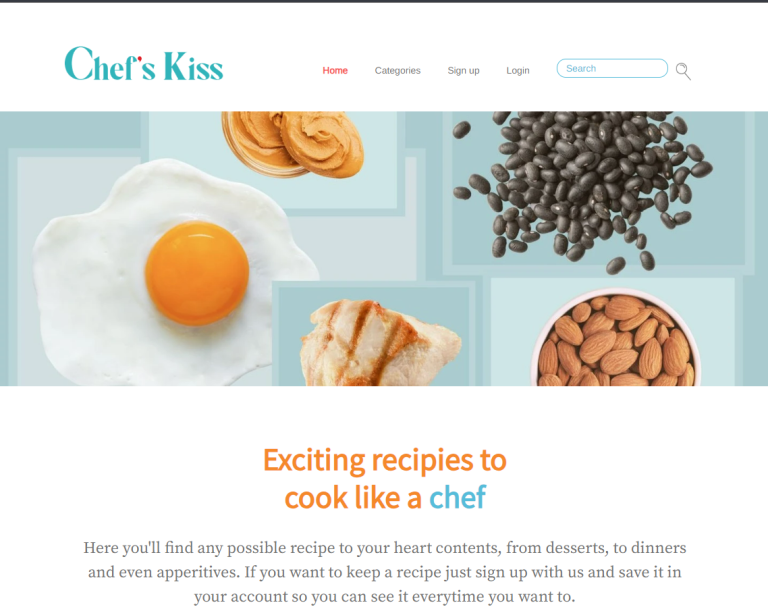 Chef's Kiss
Home Categories Sign up Login Search
Exciting recipies to
cook like a chef
Here you'll find any possible recipe to your heart contents, from desserts, to dinners
and even apperitives. If you want to keep a recipe just sign up with us and save it in
your account so you can see it everytime you want to.